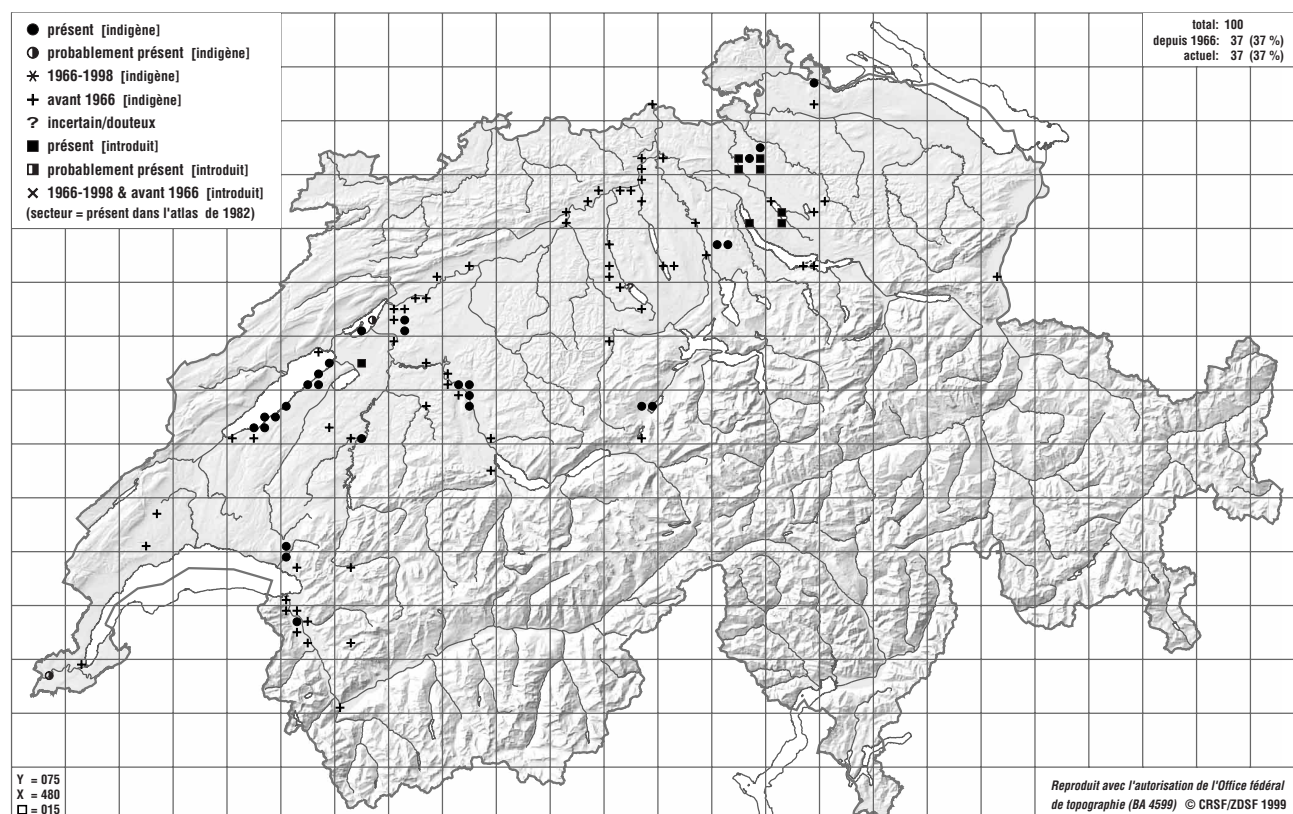 présent [indigène]
probablement présent [indigène]
1966-1998 [indigène]
avant 1966 [indigène]
incertain/douteux
présent [introduit]
probablement présent [introduit]
1966-1998 & avant 1966 [introduit]
(secteur = présent dans l'atlas de 1982)
total: 100
depuis 1966: 37 (37 %)
actuel: 37 (37 %)
Y = 075
X = 480
= 015
Reproduit avec l'autorisation de l'Office fédéral
de topographie (BA 4599) © CRSF/ZDSF 1999